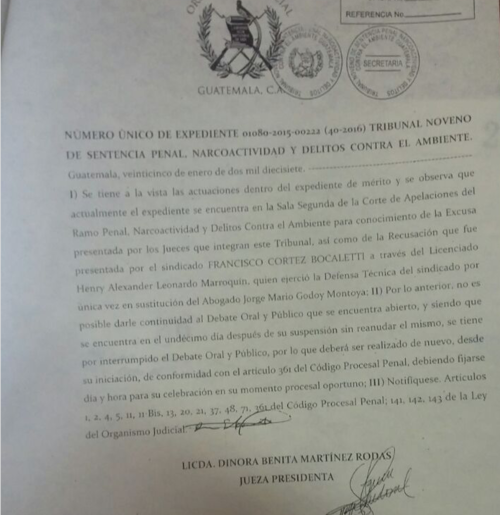 REFERENCIA No.
GUATEMALA, C.A.
SECRETARIA
NÚMERO ÚNICO DE EXPEDIENTE 01080-2015-00222 (40-2016) TRIBUNAL NOVENO
DE SENTENCIA PENAL, NARCOACTIVIDAD Y DELITOS CONTRA EL AMBIENTE.
Guatemala, veinticinco de enero de dos mil diecisiete.
I) Se tiene a la vista las actuaciones dentro del expediente de mérito y se observa que
actualmente el expediente se encuentra en la Sala Segunda de la Corte de Apelaciones del
Ramo Penal, Narcoactividad y Delitos Contra el Ambiente para conocimiento de la Excusa
presentada por los Jueces que integran este Tribunal, así como de la Recusación que fue
presentada por el sindicado FRANCISCO CORTEZ BOCALETTI a través del Licenciado
Henry Alexander Leonardo Marroquin, quien ejerció la Defensa Técnica del sindicado por
única vez en sustitución del Abogado Jorge Mario Godoy Montoya; II) Por lo anterior, no es
posible darle continuidad al Debate Oral y Público que se encuentra abierto, y siendo que
se encuentra en el undécimo día después de su suspensión sin reanudar el mismo, se tiene
por interrumpido el Debate Oral y Público, por lo que deberá ser realizado de nuevo, desde
su iniciación, de conformidad con el artículo 361 del Código Procesal Penal, debiendo fijarse
día y hora para su celebración en su momento procesal oportuno; III) Notifíquese. Artículos
1, 2, 4, 5, 11, 11 Bis, 13, 20, 21, 37, 48, 71, 361 del Código Procesal Penal; 141, 142, 143 de la Ley
del Organismo Judicial.
LICDA. DINORA BENITA MARTÍNEZ RODAS
JUEZA PRESIDENTA